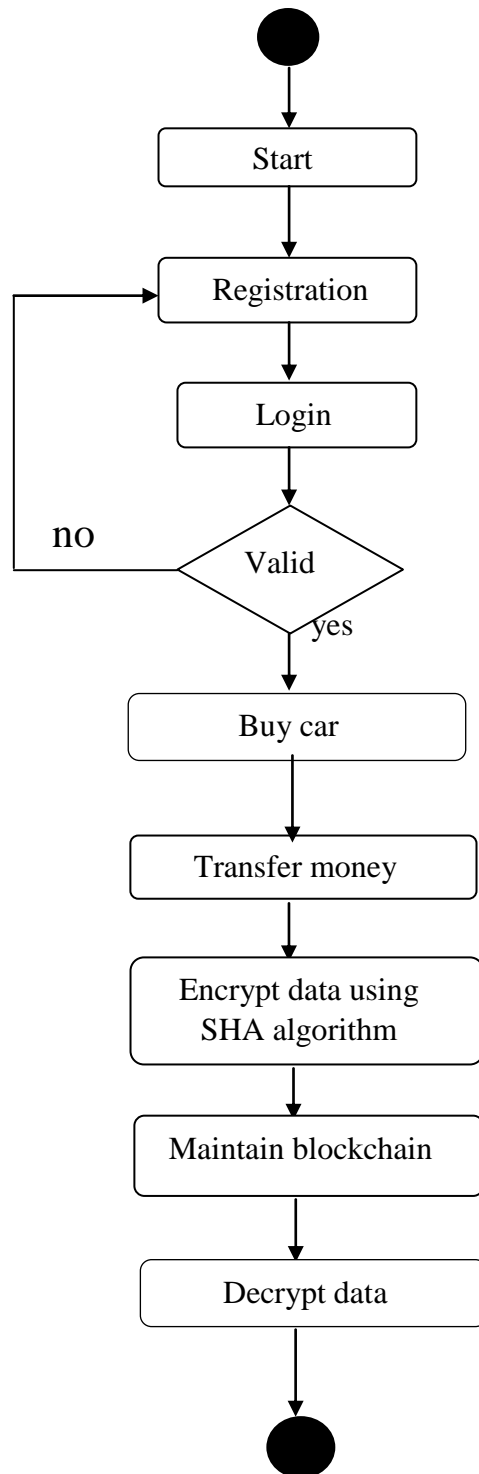 Start
Registration
Login
no
Valid
yes
Buy car
Transfer money
Encrypt data using
SHA algorithm
Maintain blockchain
Decrypt data